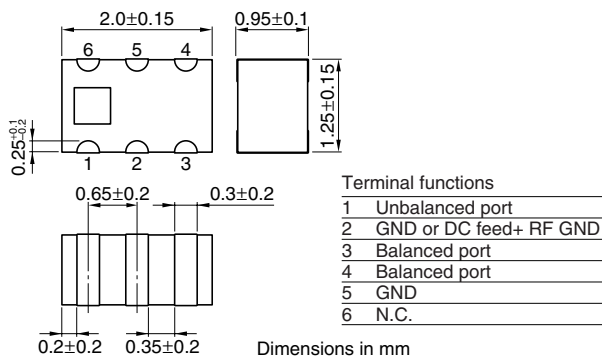 2.0±0.15
0.95±0.1
6 5 4
1.25±0.15
0.25+0.1
−0.2
1 2 3
0.65±0.2
0.3±0.2
0.2±0.2
0.35±0.2
Terminal functions
1 Unbalanced port
2 GND or DC feed+ RF GND
3 Balanced port
4 Balanced port
5 GND
6 N.C.
Dimensions in mm